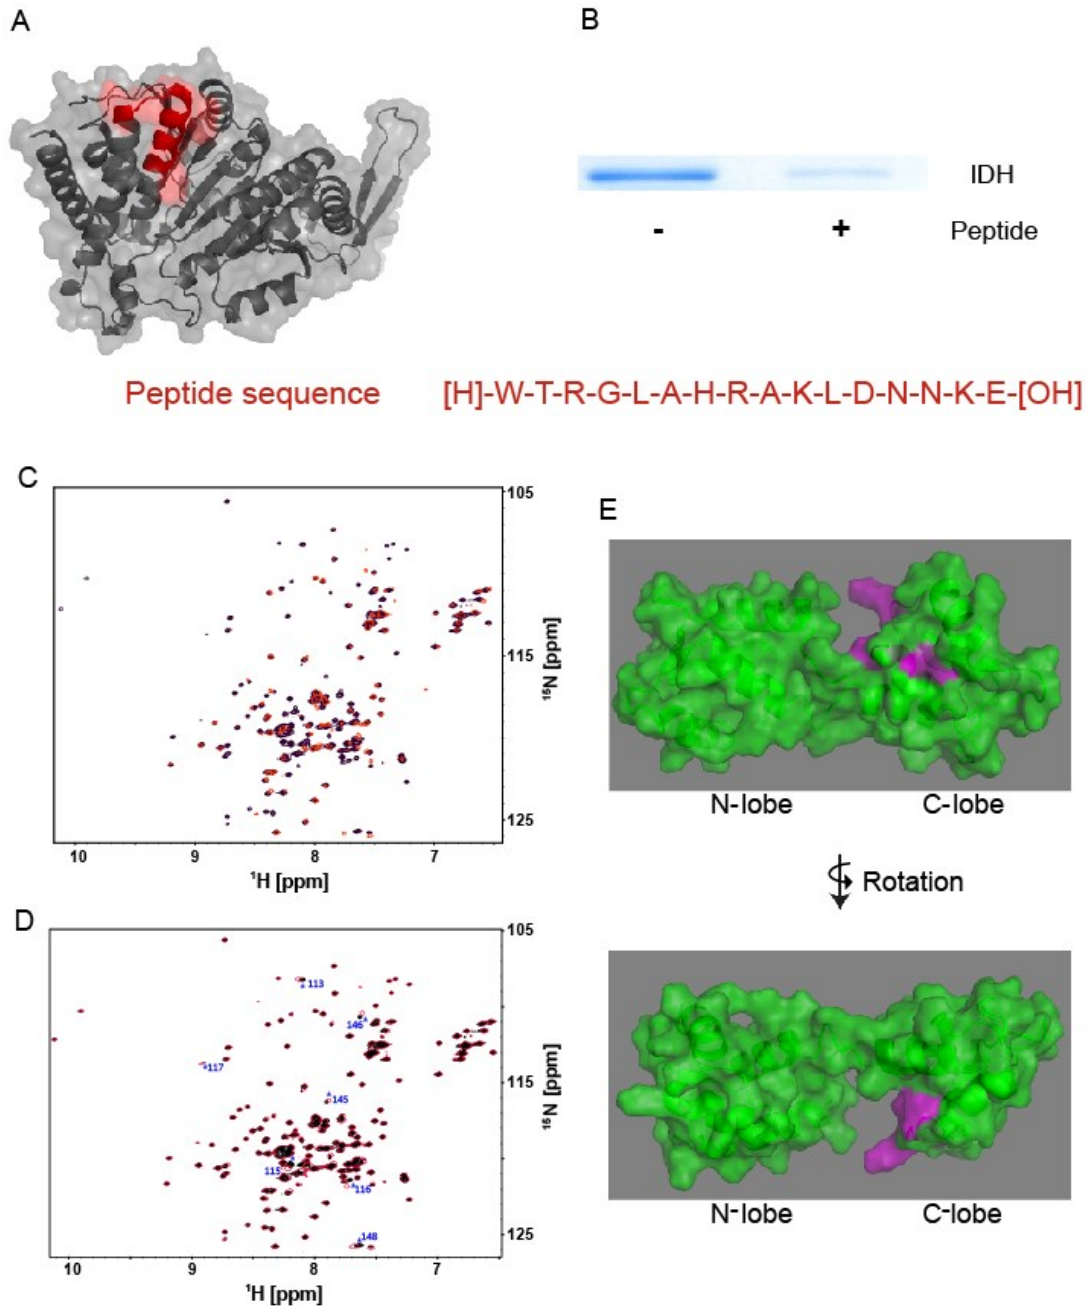 A
B
IDH
- + Peptide
Peptide sequence [H]-W-T-R-G-L-A-H-R-A-K-L-D-N-N-K-E-[OH]
C
105
115
125
¹⁵N [ppm]
10 9 8 7
¹H [ppm]
D
105
113
146
117
115
145
115
116
148
125
¹⁵N [ppm]
10 9 8 7
¹H [ppm]
E
N-lobe C-lobe
Rotation
N-lobe C-lobe